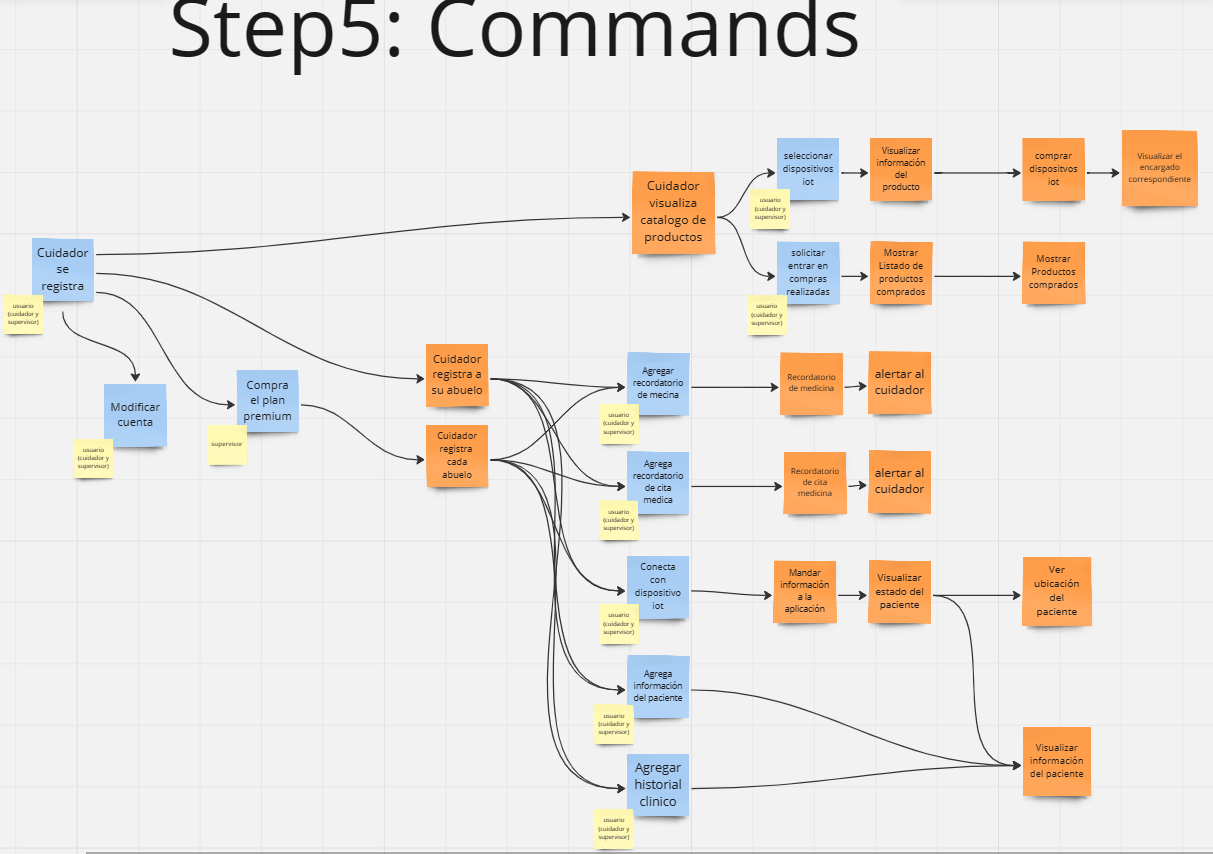 Step5: Commands
Cuidador
se
registra
usuario
(cuidador y
supervisor)
Modificar
cuenta
usuario
(cuidador y
supervisor)
Compra
el plan
premium
supervisor
Cuidador
visualiza
catalogo de
productos
seleccionar
dispositivos
iot
usuario
(cuidador y
supervisor)
Visualizar
información
del
producto
comprar
dispositvos
iot
Visualizar el
encargado
correspondiente
solicitar
entrar en
compras
realizadas
usuario
(cuidador y
supervisor)
Mostrar
Listado de
productos
comprados
Mostrar
Productos
comprados
Cuidador
registra a
su abuelo
Cuidador
registra
cada
abuelo
Agregar
recordatorio
de mecina
usuario
(cuidador y
supervisor)
Recordatorio
de medicina
alertar al
cuidador
Agrega
recordatorio
de cita
medica
usuario
(cuidador y
supervisor)
Recordatorio
de cita
medicina
alertar al
cuidador
Conecta
con
dispositivo
iot
usuario
(cuidador y
supervisor)
Mandar
información
a la
aplicación
Visualizar
estado del
paciente
Ver
ubicación
del
paciente
Agrega
información
del paciente
usuario
(cuidador y
supervisor)
Agregar
historial
clinico
usuario
(cuidador y
supervisor)
Visualizar
información
del paciente